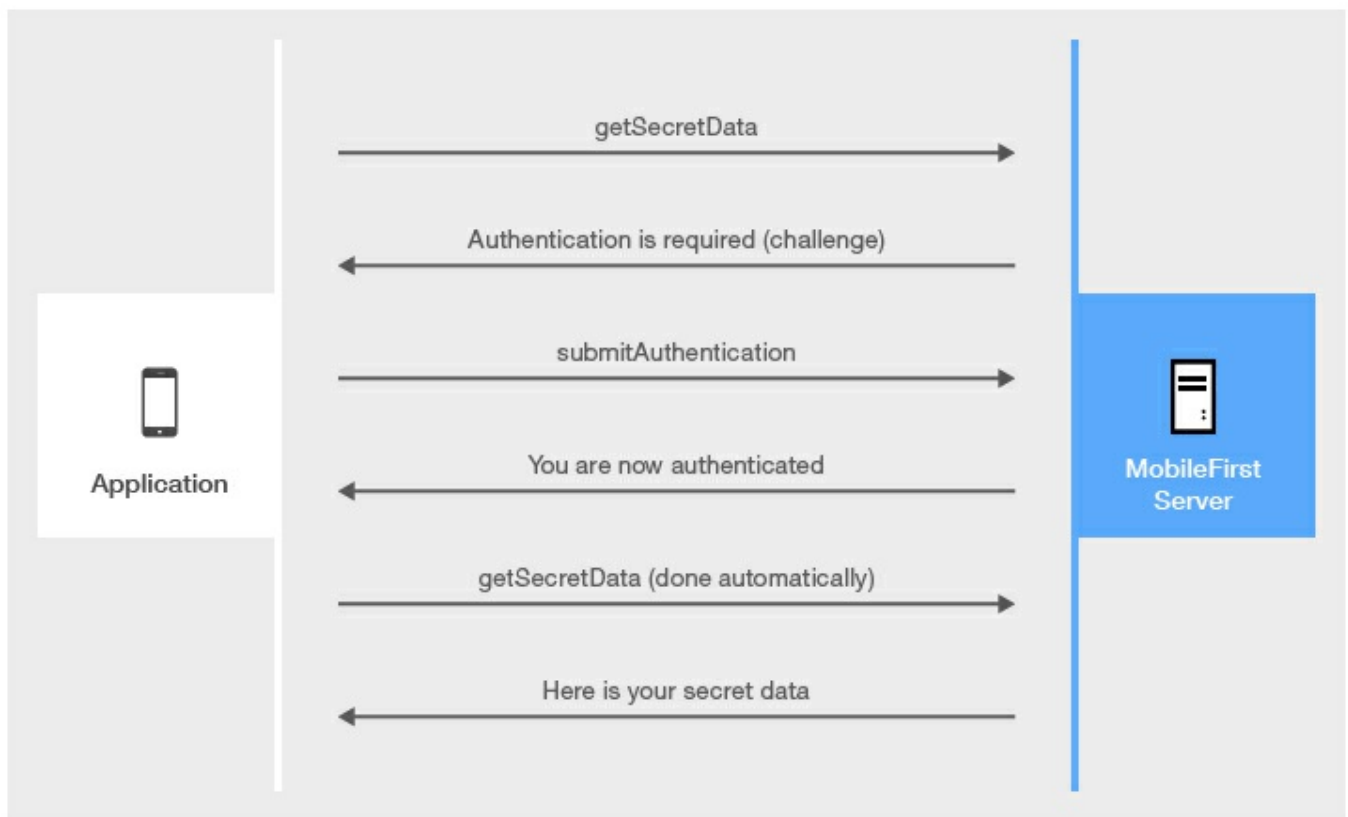 getSecretData
Authentication is required (challenge)
submitAuthentication
You are now authenticated
getSecretData (done automatically)
Here is your secret data
Application
MobileFirst
Server